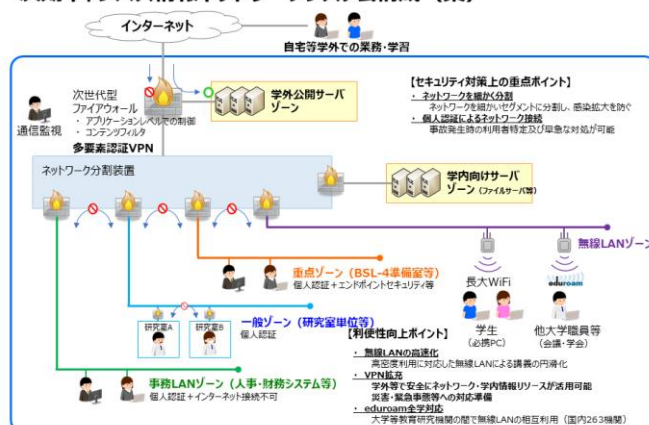 インターネット
自宅等学外での業務・学習
次世代型
ファイアウォール
・ アプリケーションレベルでの制御
・ コンテンツフィルタ
通信監視
多要素認証VPN
学外公開サーバ
ゾーン
【セキュリティ対策上の重点ポイント】
・ ネットワークを細かく分割
ネットワークを細かいセグメントに分割し、感染拡大を防ぐ
・ 個人認証によるネットワーク接続
事故発生時の利用者特定及び早急な対処が可能
ネットワーク分割装置
学内向けサーバ
ゾーン（ファイルサーバ等）
無線LANゾーン
重点ゾーン（BSL-4準備室等）
個人認証＋エンドポイントセキュリティ等
長大WiFi
eduroam
学生
（必携PC）
他大学職員等
（会議・学会）
一般ゾーン（研究室単位等）
個人認証
研究室A
研究室B
事務LANゾーン（人事・財務システム等）
個人認証＋インターネット接続不可
【利便性向上ポイント】
・ 無線LANの高速化
高密度利用に対応した無線LANによる講義の円滑化
・ VPN拡充
学外等で安全にネットワーク・学内情報リソースが活用可能
災害・緊急事態等への対応準備
・ eduroam全学対応
大学等教育研究機関の間で無線LANの相互利用（国内263機関）